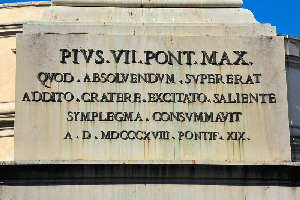 PIVS . VII . PONT . MAX .
QVOD . ABSOLVENDVM . SVPERERAT
ADDITO . CRATERE . EXCITATO . SALIENTE
SYMPLEGMA . CONSVMMAVIT
A . D . MDCCCXVIII . PONTIF . XIX .